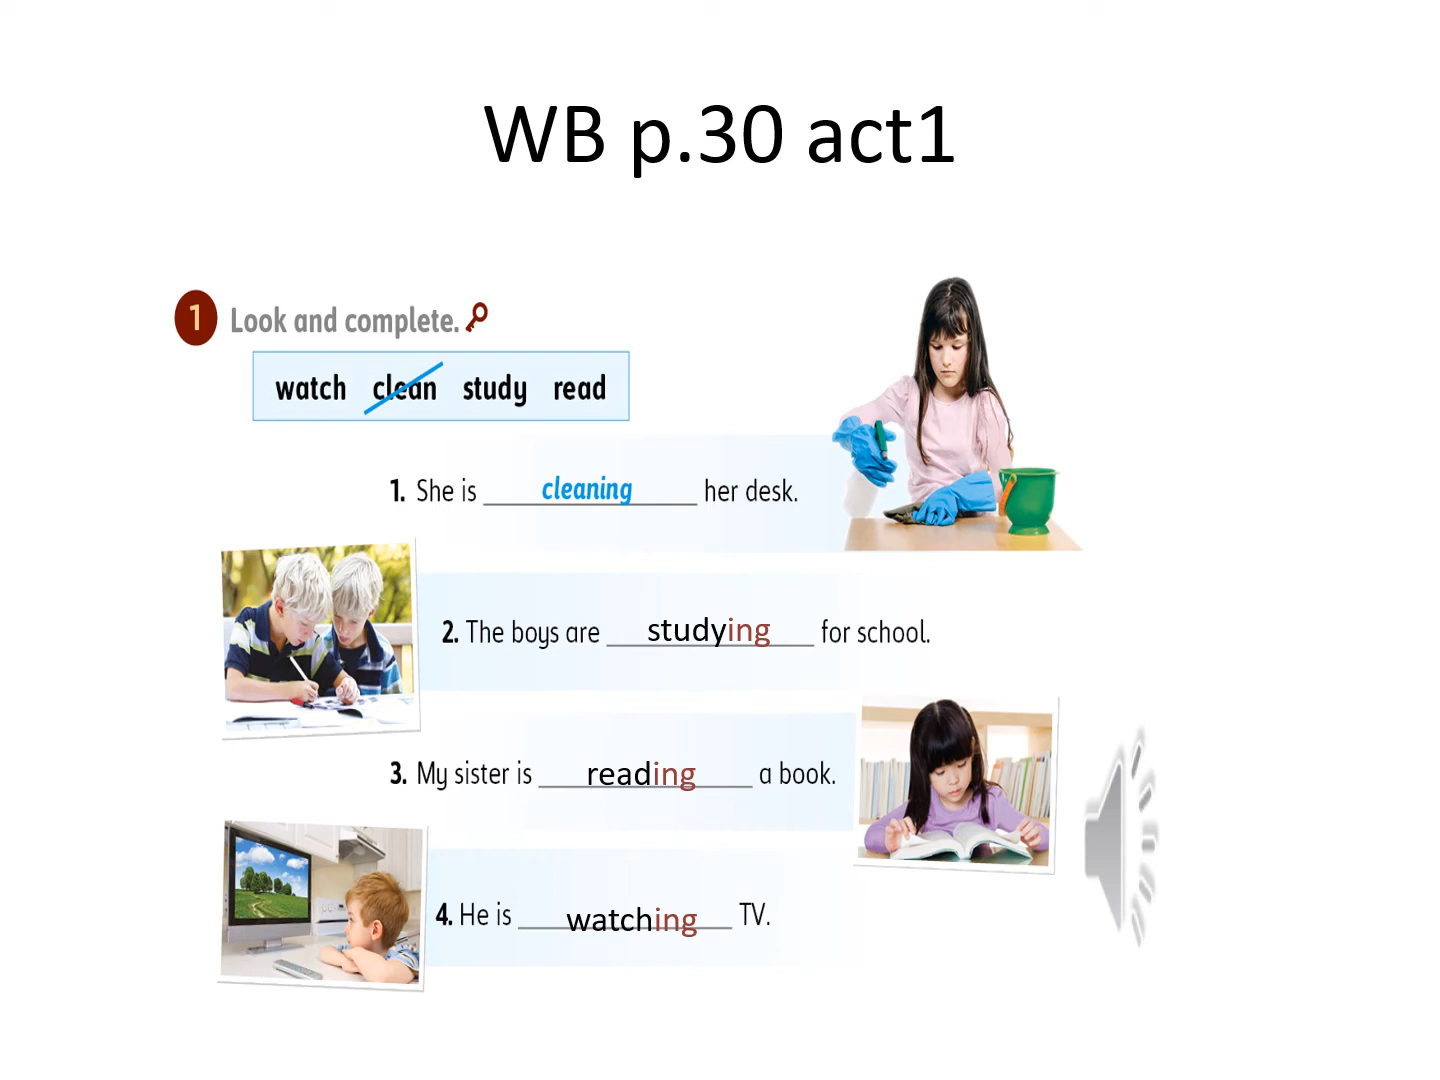 WB p.30 act1
1 Look and complete.
watch clean study read
1. She is cleaning her desk.
2. The boys are studying for school.
3. My sister is reading a book.
4. He is watching TV.